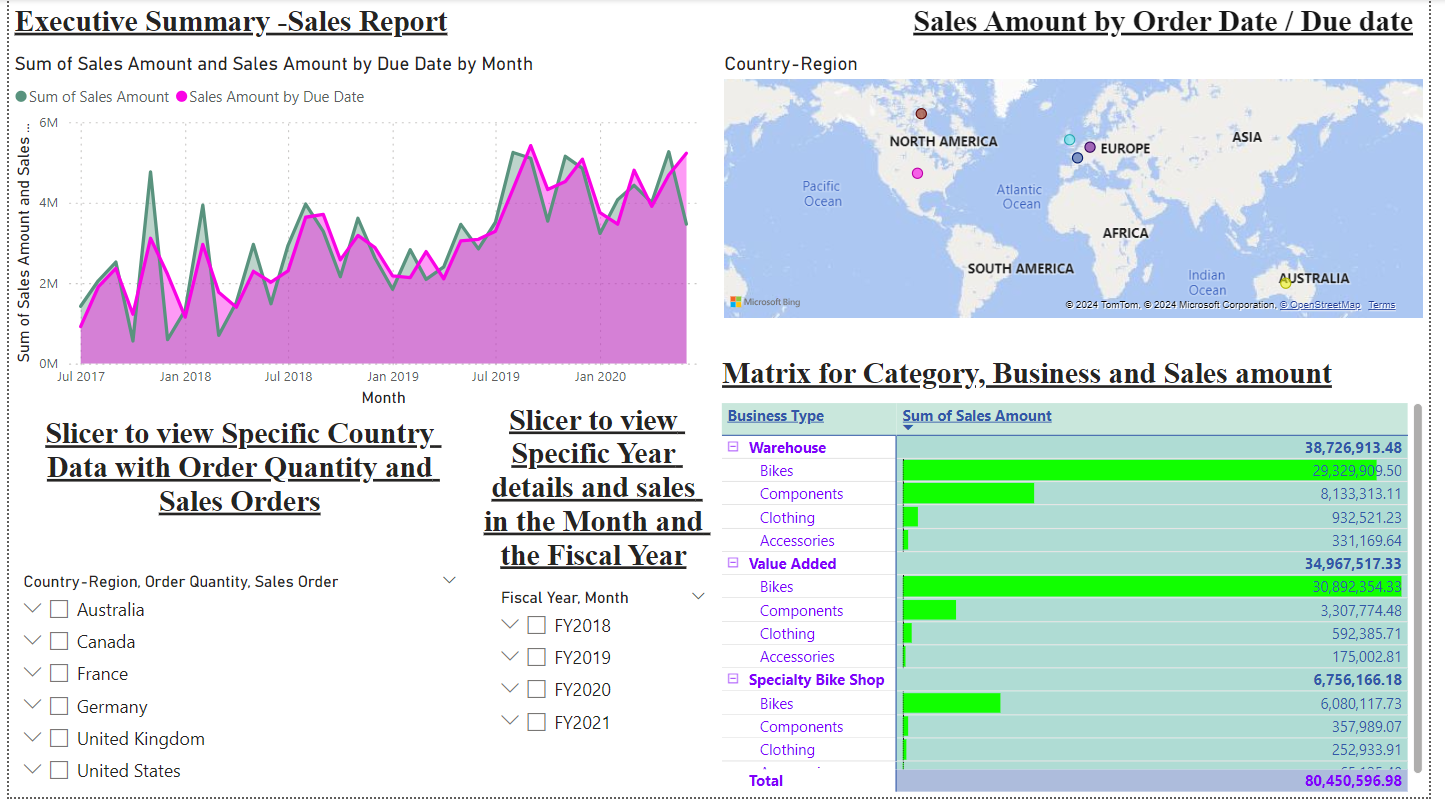 Executive Summary -Sales Report
Sales Amount by Order Date / Due date
Sum of Sales Amount and Sales Amount by Due Date by Month
Sum of Sales Amount
Sales Amount by Due Date
Sum of Sales Amount and Sales ...
6M
4M
2M
0M
Jul 2017
Jan 2018
Jul 2018
Jan 2019
Jul 2019
Jan 2020
Month
Country-Region
NORTH AMERICA
EUROPE
ASIA
Pacific
Ocean
Atlantic
Ocean
AFRICA
SOUTH AMERICA
Indian
Ocean
AUSTRALIA
Microsoft Bing
© 2024 TomTom, © 2024 Microsoft Corporation, © OpenStreetMap Terms
Slicer to view Specific Country
Data with Order Quantity and
Sales Orders
Country-Region, Order Quantity, Sales Order
Australia
Canada
France
Germany
United Kingdom
United States
Slicer to view
Specific Year
details and sales
in the Month and
the Fiscal Year
Fiscal Year, Month
FY2018
FY2019
FY2020
FY2021
Matrix for Category, Business and Sales amount
Business Type Sum of Sales Amount
Warehouse 38,726,913.48
Bikes 29,329,909.50
Components 8,133,313.11
Clothing 932,521.23
Accessories 331,169.64
Value Added 34,967,517.33
Bikes 30,892,354.33
Components 3,307,774.48
Clothing 592,385.71
Accessories 175,002.81
Specialty Bike Shop 6,756,166.18
Bikes 6,080,117.73
Components 357,989.07
Clothing 252,933.91
Total 80,450,596.98